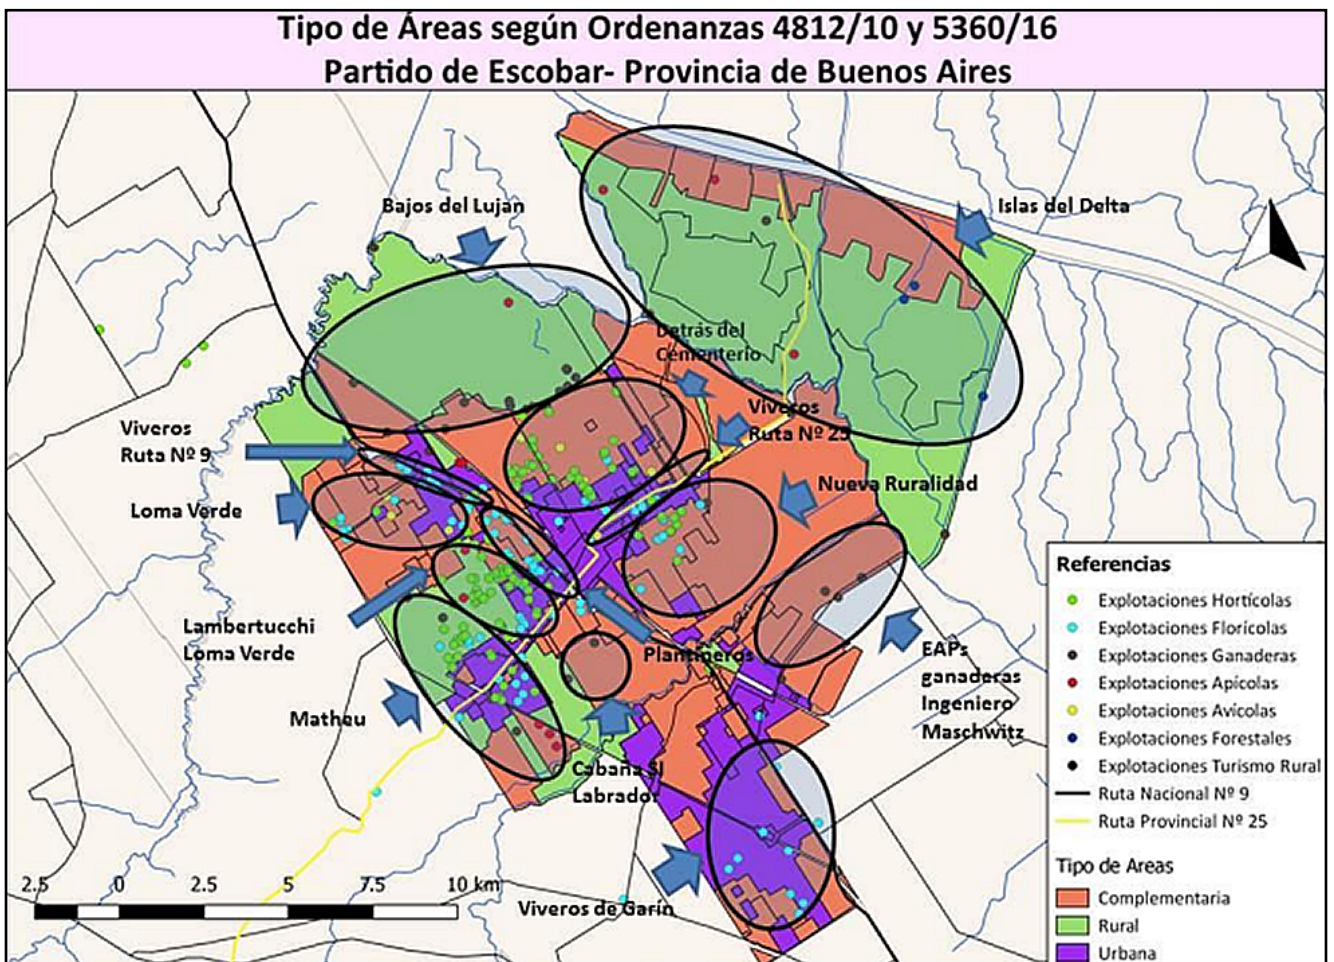 Tipo de Áreas según Ordenanzas 4812/10 y 5360/16
Partido de Escobar- Provincia de Buenos Aires
Bajos del Luján
Islas del Delta
Detrás del
Cementerio
Viveros
Ruta Nº 25
Viveros
Ruta Nº 9
Nueva Ruralidad
Loma Verde
Lambertucchi
Loma Verde
Plantineros
EAPs
ganaderas
Ingeniero
Maschwitz
Matheu
Cabaña El
Labrador
Viveros de Garín
2.5 0 2.5 5 7.5 10 km
Referencias
Explotaciones Hortícolas
Explotaciones Florícolas
Explotaciones Ganaderas
Explotaciones Apícolas
Explotaciones Avícolas
Explotaciones Forestales
Explotaciones Turismo Rural
Ruta Nacional Nº 9
Ruta Provincial Nº 25
Tipo de Areas
Complementaria
Rural
Urbana